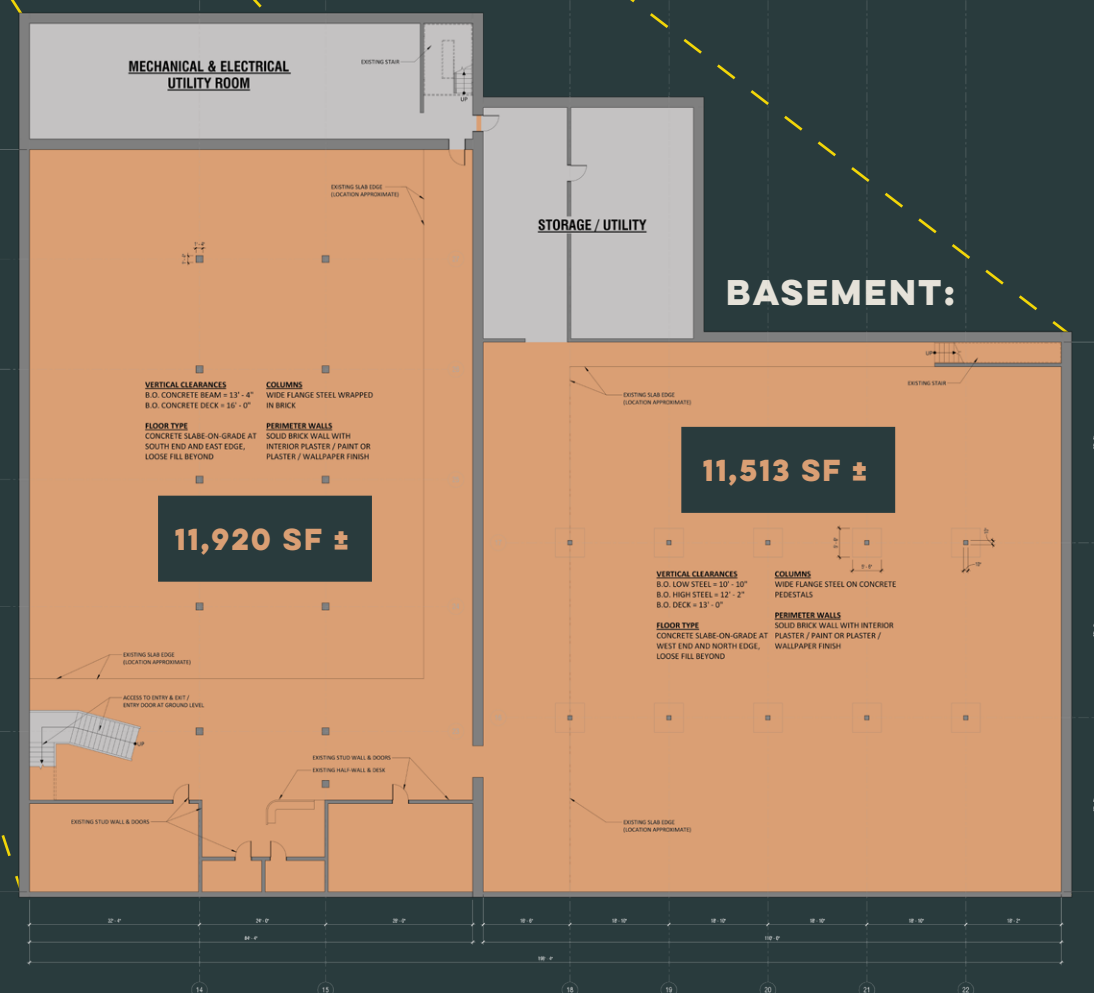 MECHANICAL & ELECTRICAL
UTILITY ROOM
EXISTING STAIR
UP
EXISTING SLAB EDGE
(LOCATION APPROXIMATE)
STORAGE / UTILITY
BASEMENT:
1' - 4"
VERTICAL CLEARANCES
B.O. CONCRETE BEAM = 13' - 4"
B.O. CONCRETE DECK = 16' - 0"
FLOOR TYPE
CONCRETE SLABE-ON-GRADE AT
SOUTH END AND EAST EDGE,
LOOSE FILL BEYOND
COLUMNS
WIDE FLANGE STEEL WRAPPED
IN BRICK
PERIMETER WALLS
SOLID BRICK WALL WITH
INTERIOR PLASTER / PAINT OR
PLASTER / WALLPAPER FINISH
11,920 SF ±
UP
EXISTING STAIR
EXISTING SLAB EDGE
(LOCATION APPROXIMATE)
11,513 SF ±
VERTICAL CLEARANCES
B.O. LOW STEEL = 10' - 10"
B.O. HIGH STEEL = 12' - 2"
B.O. DECK = 13' - 0"
FLOOR TYPE
CONCRETE SLABE-ON-GRADE AT
WEST END AND NORTH EDGE,
LOOSE FILL BEYOND
COLUMNS
WIDE FLANGE STEEL ON CONCRETE
PEDESTALS
PERIMETER WALLS
SOLID BRICK WALL WITH INTERIOR
PLASTER / PAINT OR PLASTER /
WALLPAPER FINISH
EXISTING SLAB EDGE
(LOCATION APPROXIMATE)
ACCESS TO ENTRY & EXIT /
ENTRY DOOR AT GROUND LEVEL
UP
EXISTING STUD WALL & DOORS
EXISTING HALF-WALL & DESK
EXISTING STUD WALL & DOORS
EXISTING SLAB EDGE
(LOCATION APPROXIMATE)
14
15
18
19
20
21
22